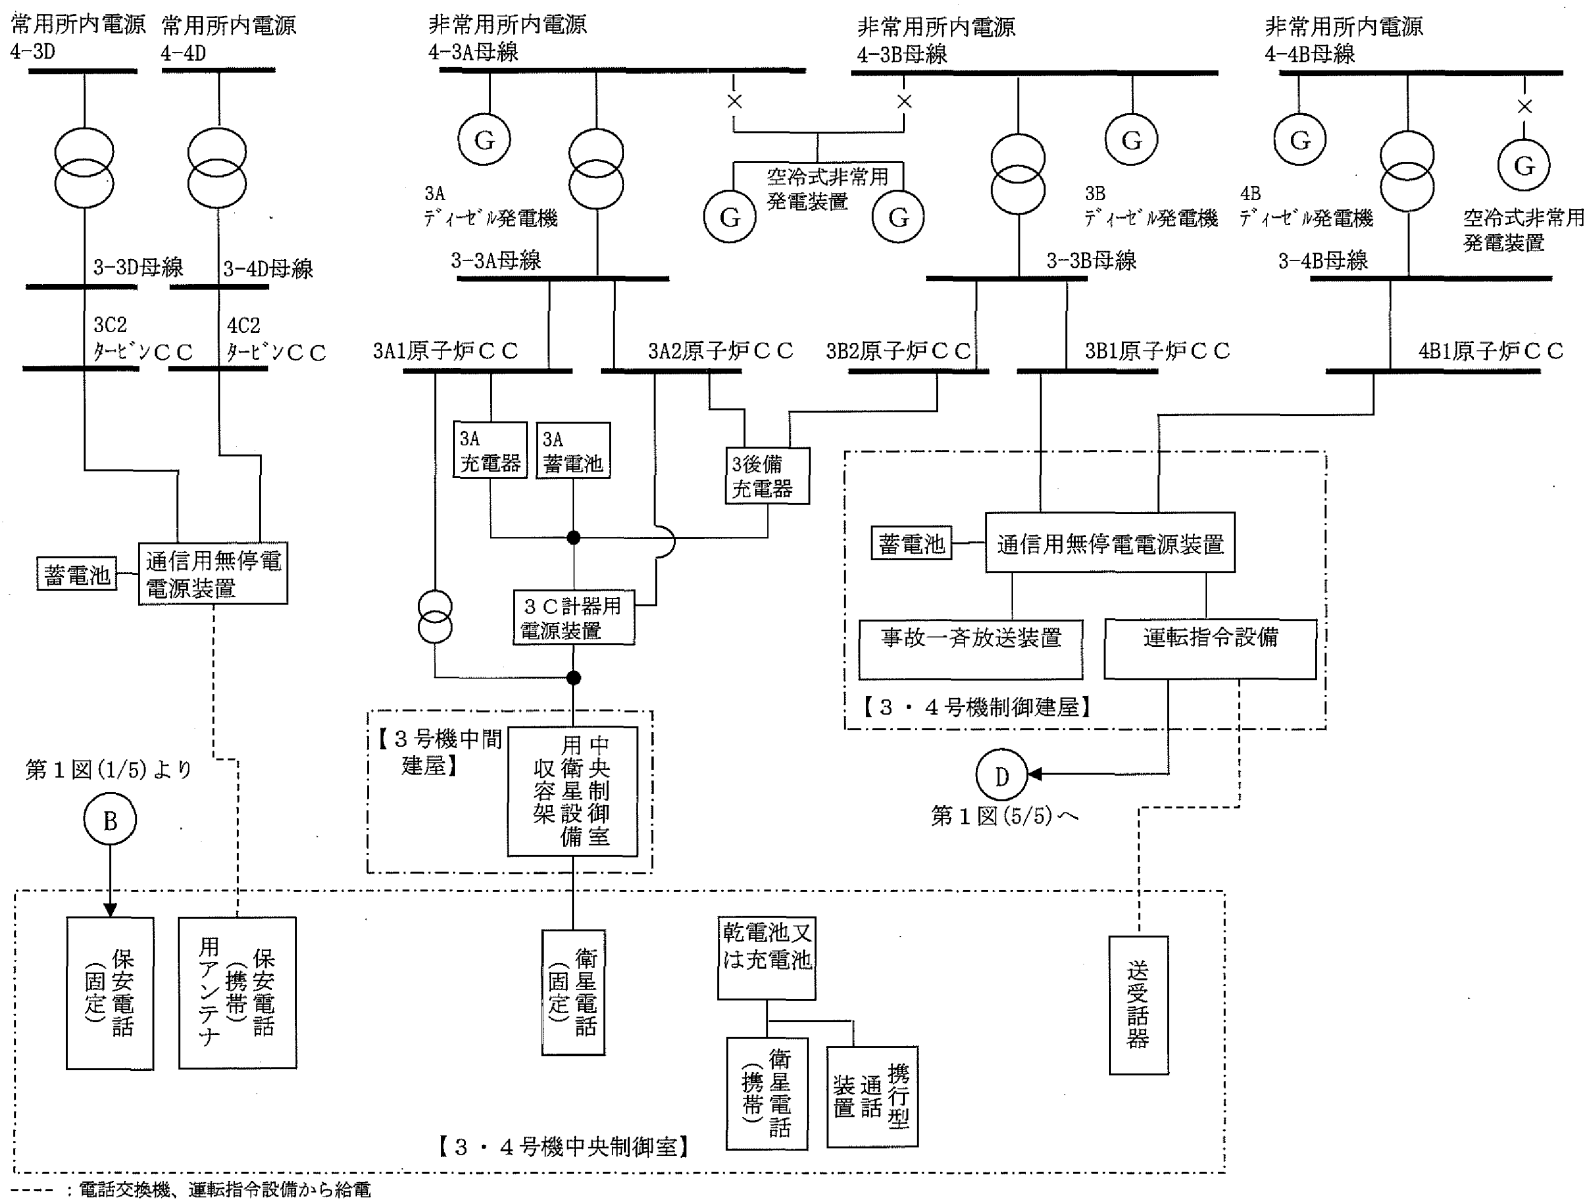 常用所内電源
4-3D
常用所内電源
4-4D
非常用所内電源
4-3A母線
非常用所内電源
4-3B母線
非常用所内電源
4-4B母線
×
×
×
G
G
G
G
G
G
3A
ディーゼル発電機
空冷式非常用
発電装置
3B
ディーゼル発電機
4B
ディーゼル発電機
空冷式非常用
発電装置
3-3D母線
3-4D母線
3-3A母線
3-3B母線
3-4B母線
3C2
タービンCC
4C2
タービンCC
3A1原子炉CC
3A2原子炉CC
3B2原子炉CC
3B1原子炉CC
4B1原子炉CC
3A
充電器
3A
蓄電池
3後備
充電器
蓄電池
通信用無停電
電源装置
蓄電池
通信用無停電電源装置
3C計器用
電源装置
事故一斉放送装置
運転指令設備
【3・4号機制御建屋】
【3号機中間
建屋】
中央制御室
用衛星設備
収容架
第1図(1/5)より
B
D
第1図(5/5)へ
保安電話
(固定)
保安電話
(携帯)
用アンテナ
衛星電話
(固定)
乾電池又
は充電池
衛星電話
(携帯)
携行型
通話
装置
送受話器
【3・4号機中央制御室】
---- :電話交換機、運転指令設備から給電